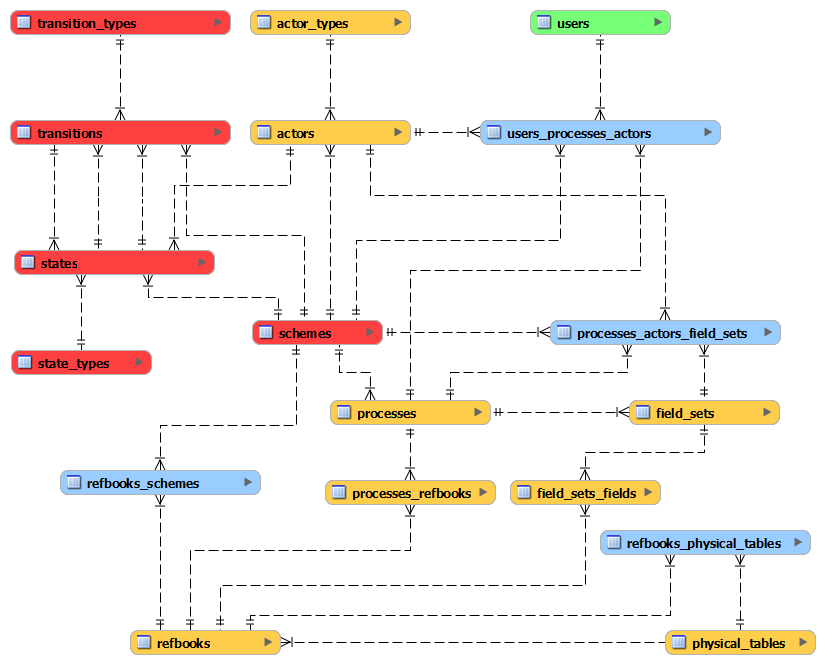 transition_types
actor_types
users
transitions
actors
users_processes_actors
states
schemes
processes_actors_field_sets
state_types
processes
field_sets
refbooks_schemes
processes_refbooks
field_sets_fields
refbooks_physical_tables
refbooks
physical_tables